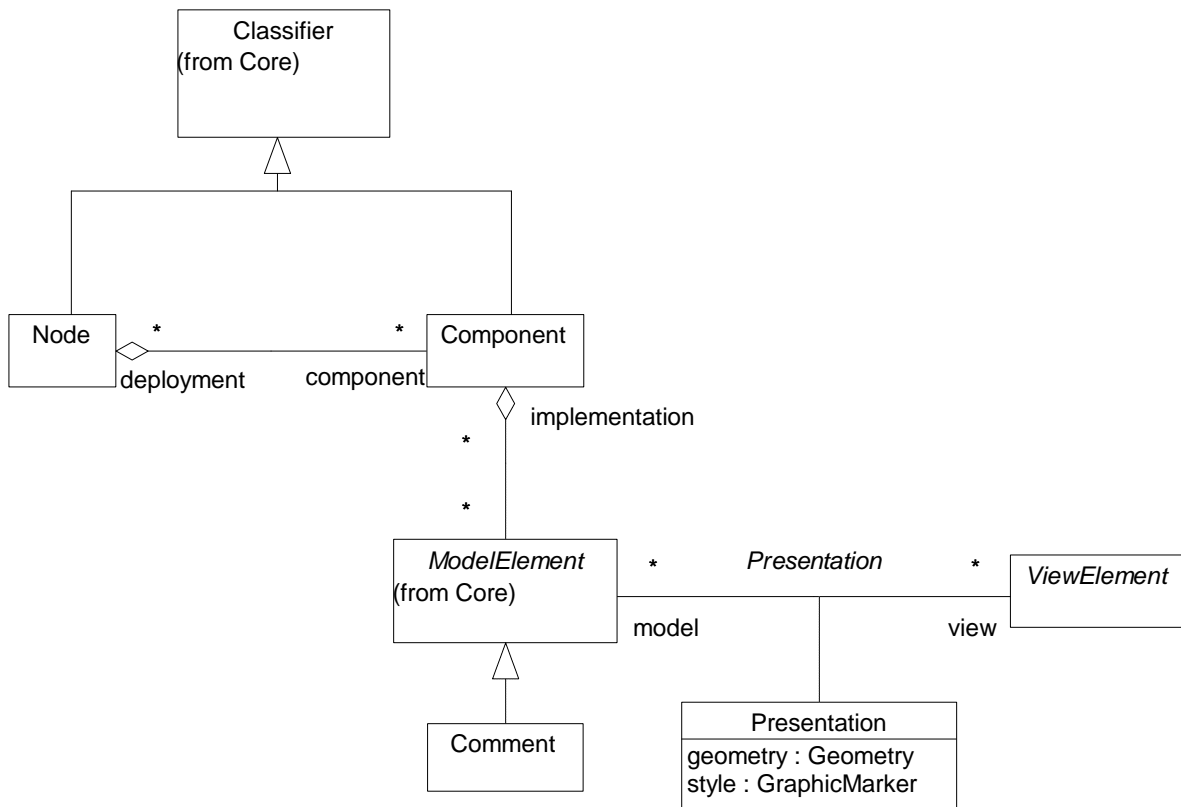 Classifier
(from Core)
Node
*
*
Component
deployment
component
implementation
*
*
ModelElement
(from Core)
*
Presentation
*
ViewElement
model
view
Comment
Presentation
geometry : Geometry
style : GraphicMarker